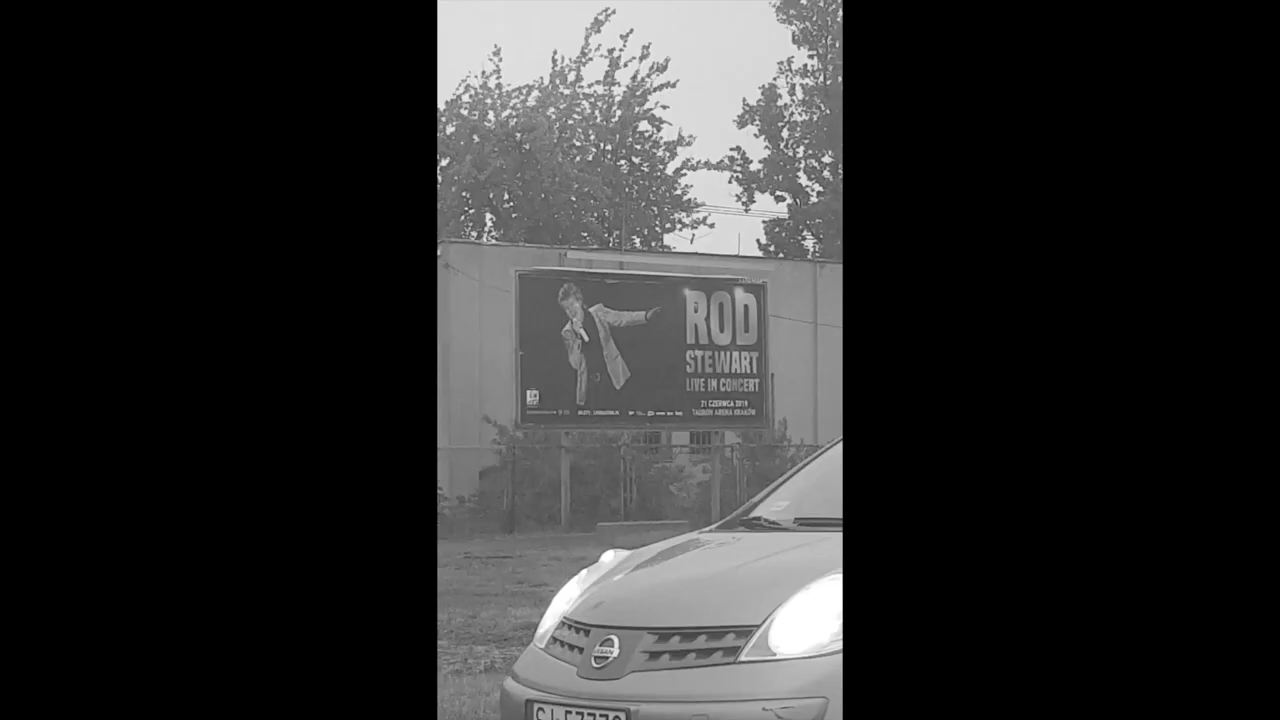 ROD
STEWART
LIVE IN CONCERT
21 CZERWCA 2019
TAURON ARENA KRAKÓW
NISSAN